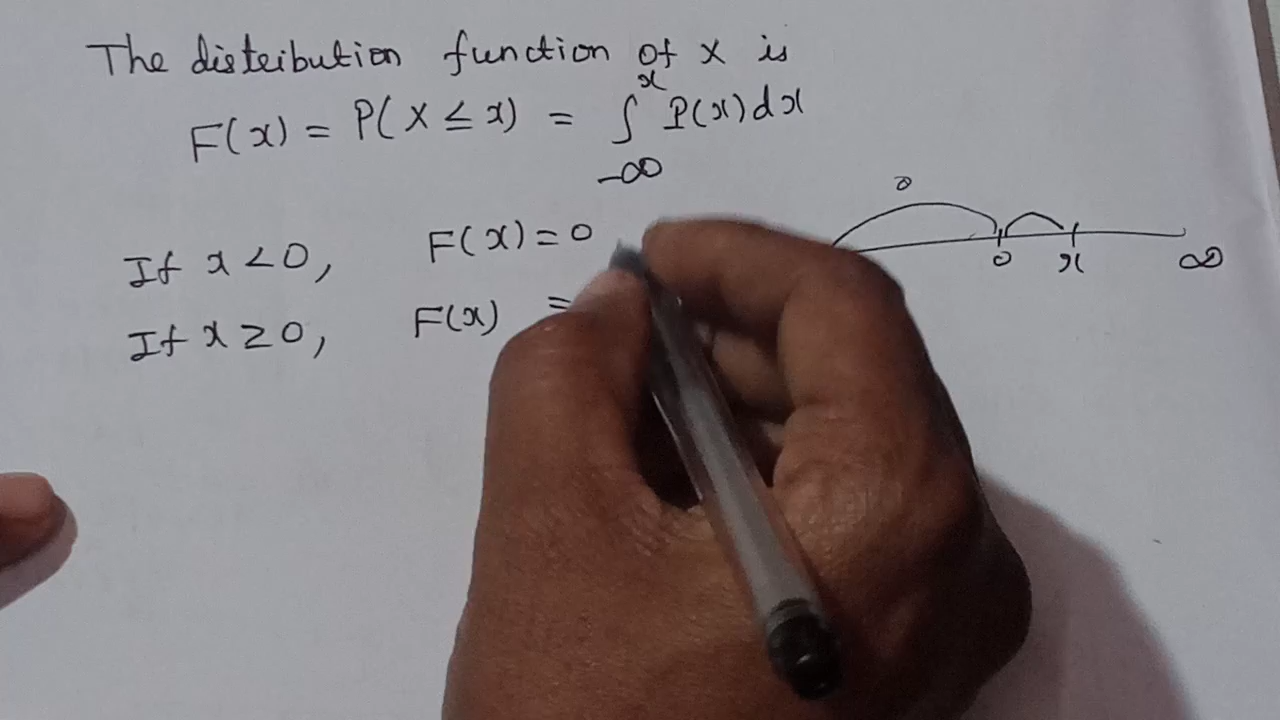 The distribution function of X is
F(x) = P(X ≤ x) = ∫_{-∞}^{x} P(x) dx
If x < 0, F(x) = 0
If x ≥ 0, F(x) =
0
0 x ∞